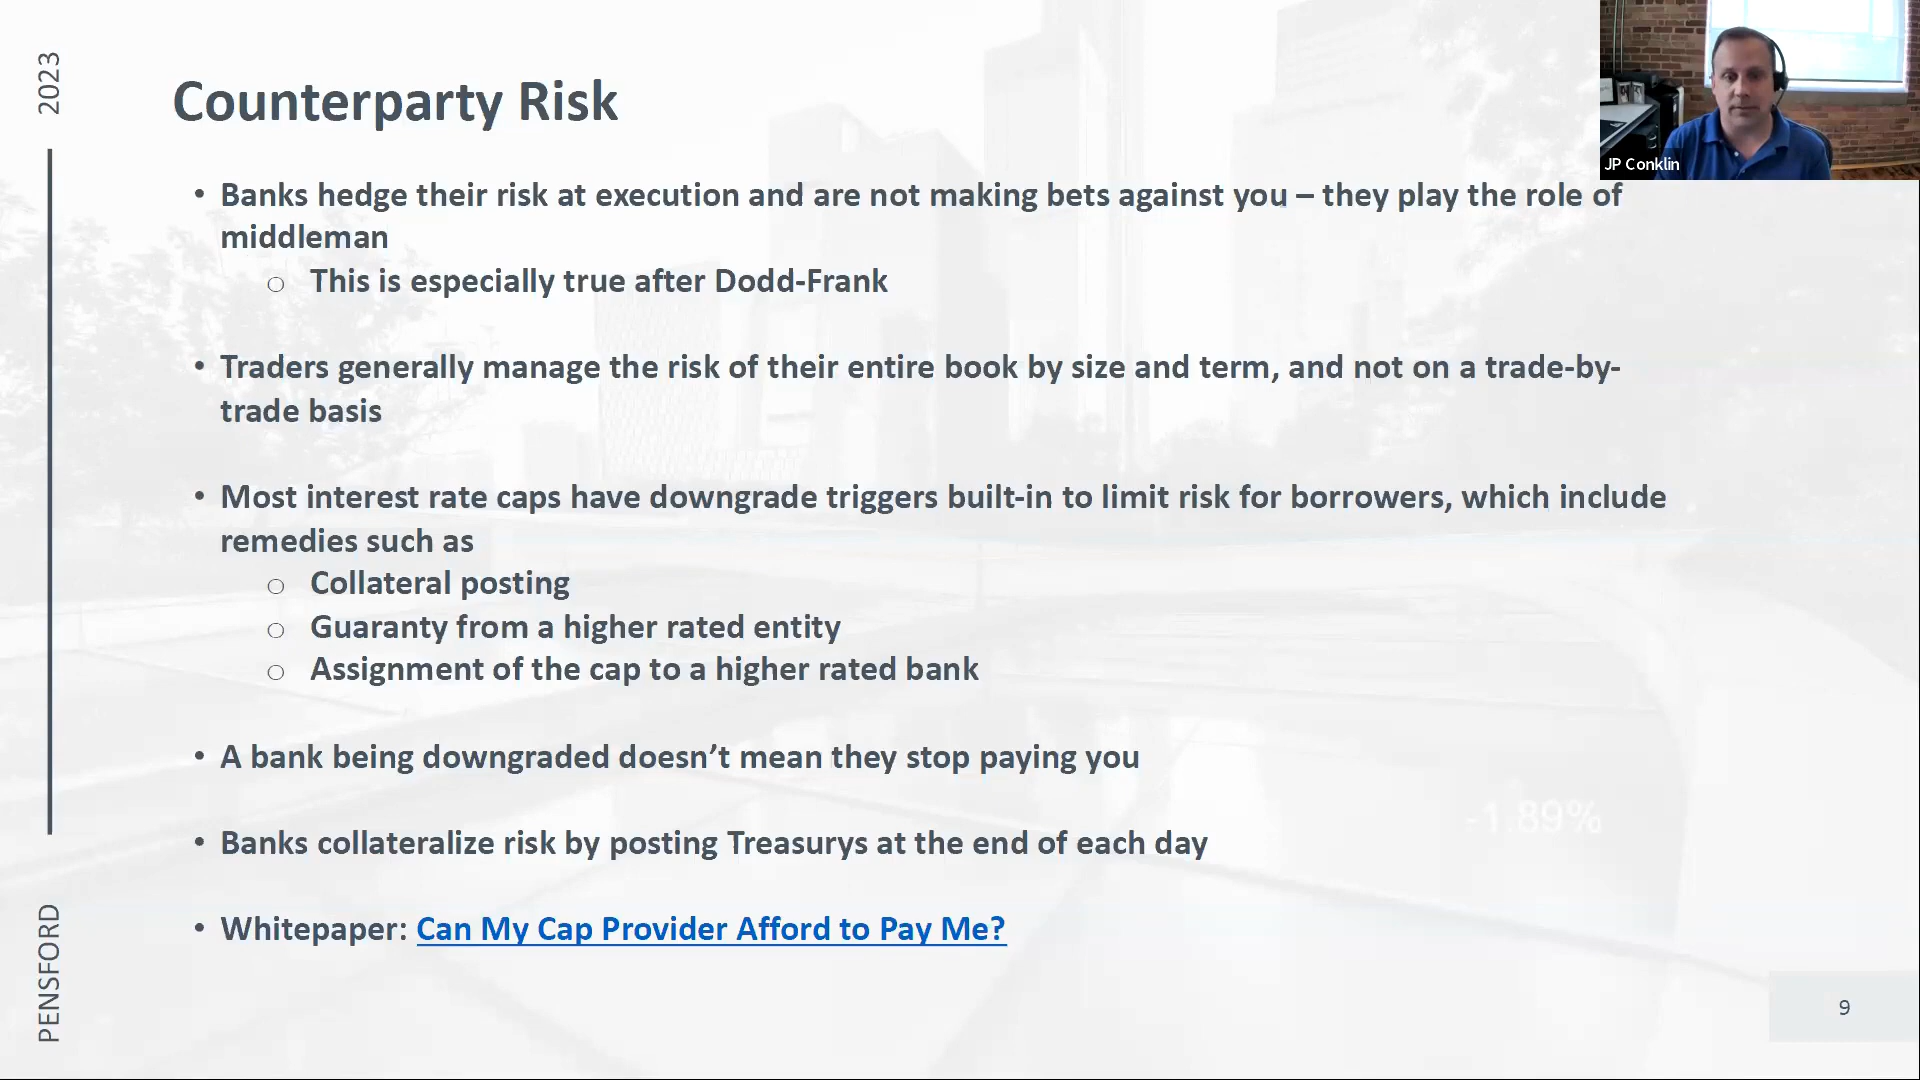 2023
Counterparty Risk
JP Conklin
• Banks hedge their risk at execution and are not making bets against you – they play the role of
middleman
o This is especially true after Dodd-Frank
• Traders generally manage the risk of their entire book by size and term, and not on a trade-by-
trade basis
• Most interest rate caps have downgrade triggers built-in to limit risk for borrowers, which include
remedies such as
o Collateral posting
o Guaranty from a higher rated entity
o Assignment of the cap to a higher rated bank
• A bank being downgraded doesn’t mean they stop paying you
-1.89%
• Banks collateralize risk by posting Treasurys at the end of each day
• Whitepaper: Can My Cap Provider Afford to Pay Me?
PENSFORD
9